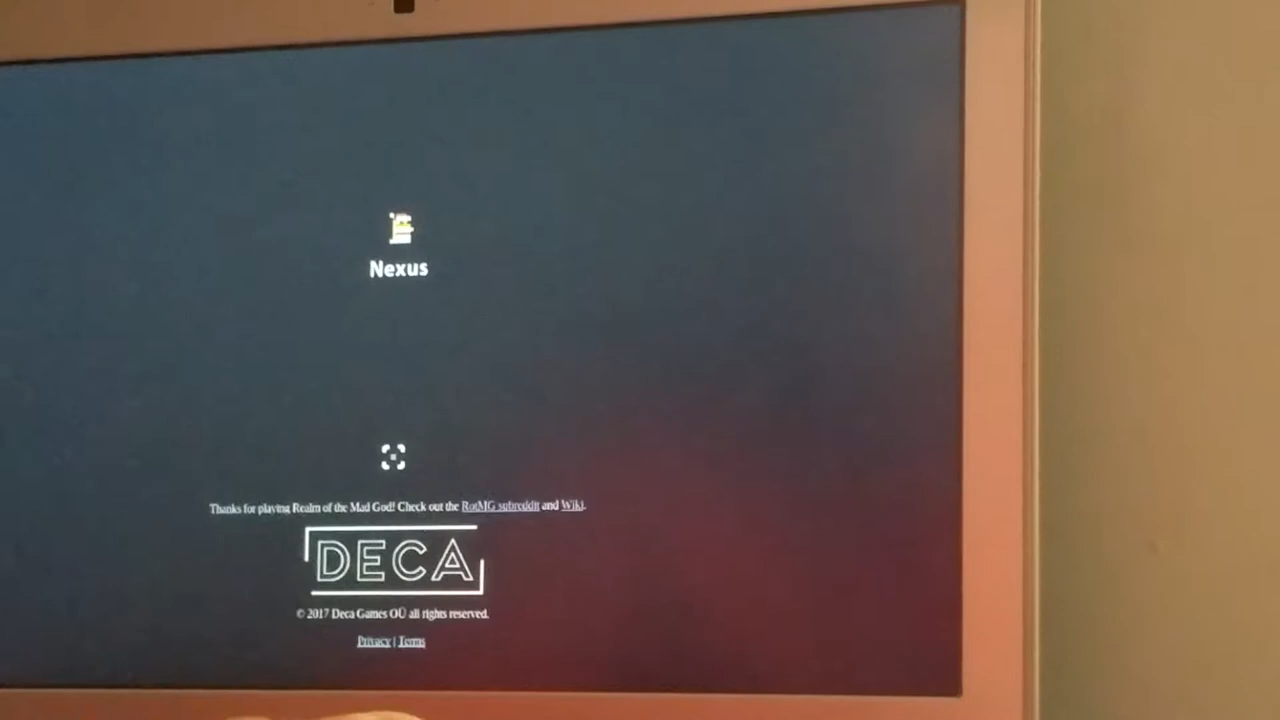 Nexus
Thanks for playing Realm of the Mad God! Check out the RotMG subreddit and Wiki.
DECA
© 2017 Deca Games OÜ all rights reserved.
Privacy | Terms